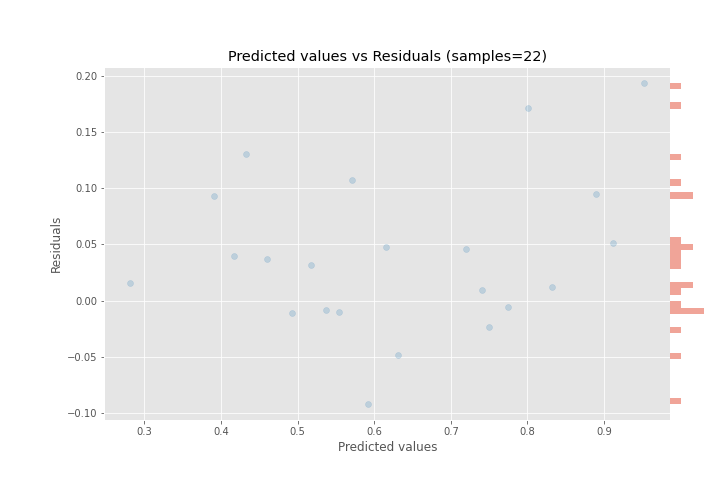 Predicted values vs Residuals (samples=22)
0.20
0.15
0.10
0.05
0.00
−0.05
−0.10
Residuals
0.3 0.4 0.5 0.6 0.7 0.8 0.9
Predicted values